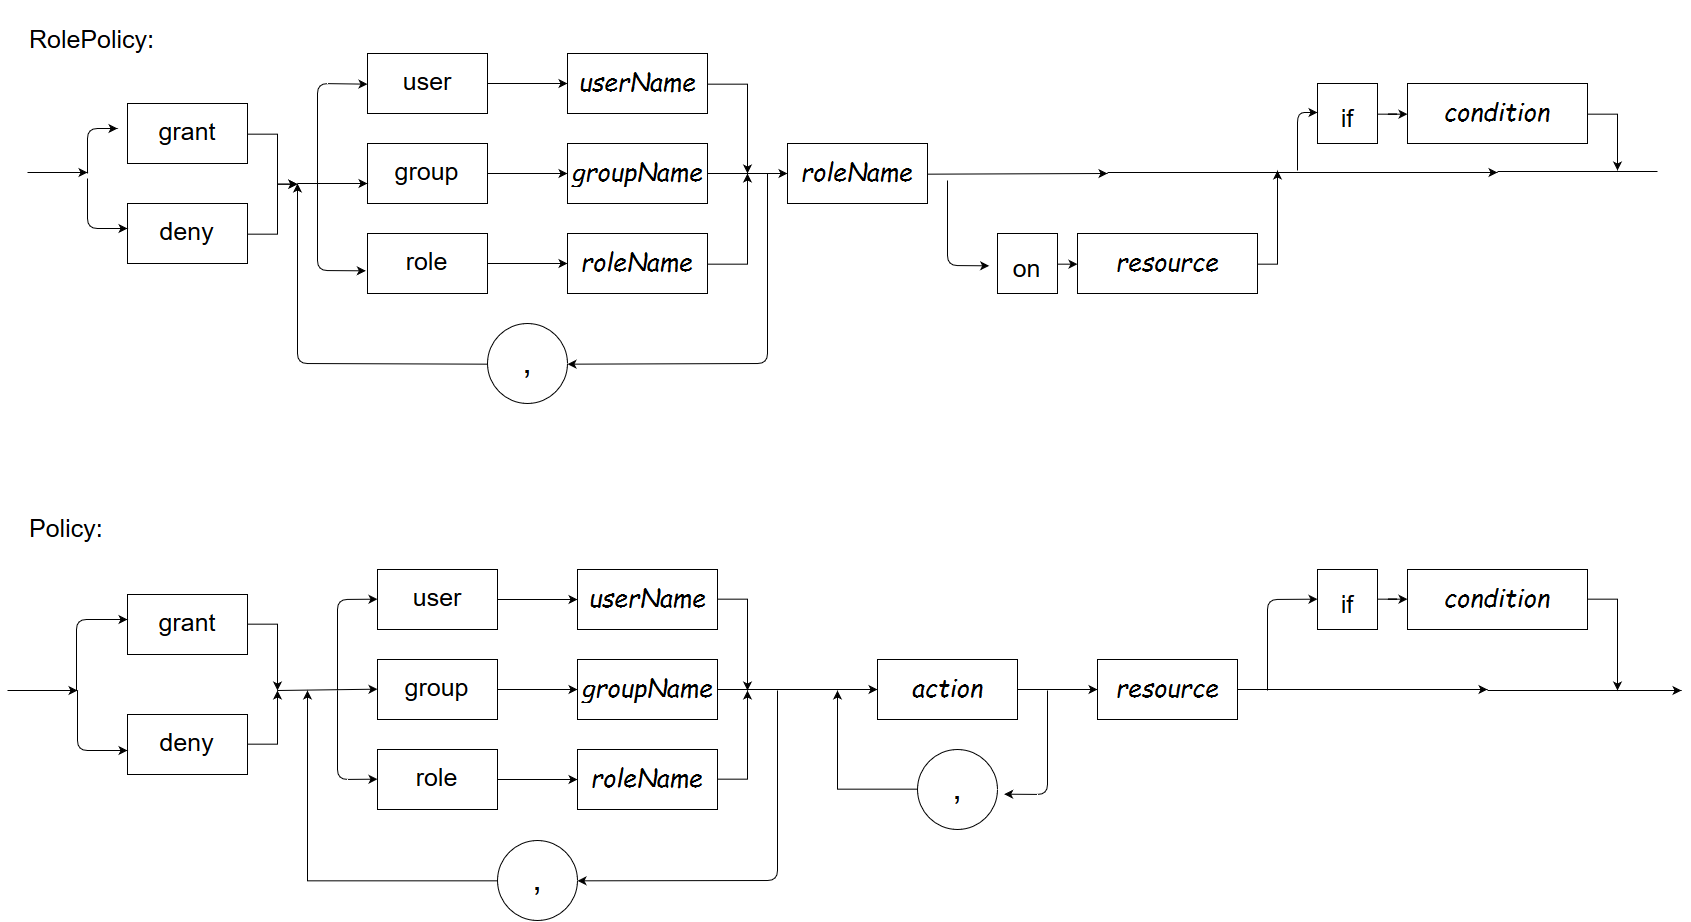 RolePolicy:
user userName
grant if condition
group groupName roleName
deny
role roleName on resource
,
Policy:
user userName if condition
grant
group groupName action resource
deny
role roleName ,
,